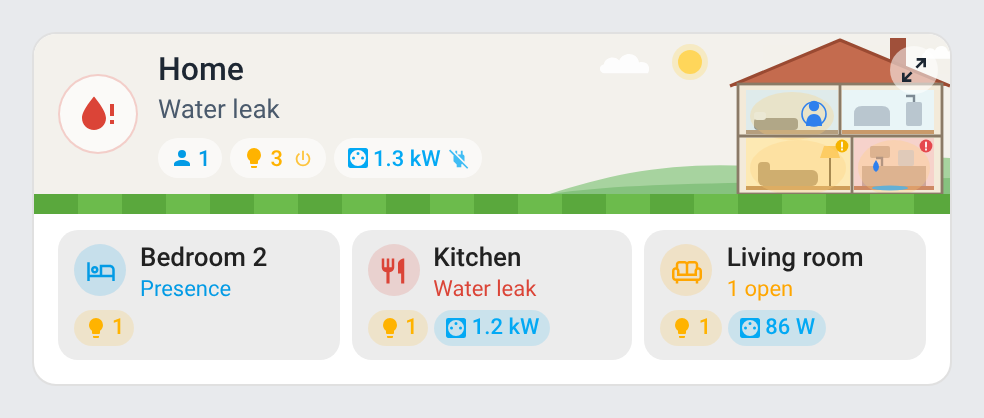 Home
Water leak
1 3 1.3 kW
Bedroom 2
Presence
1
Kitchen
Water leak
1 1.2 kW
Living room
1 open
1 86 W